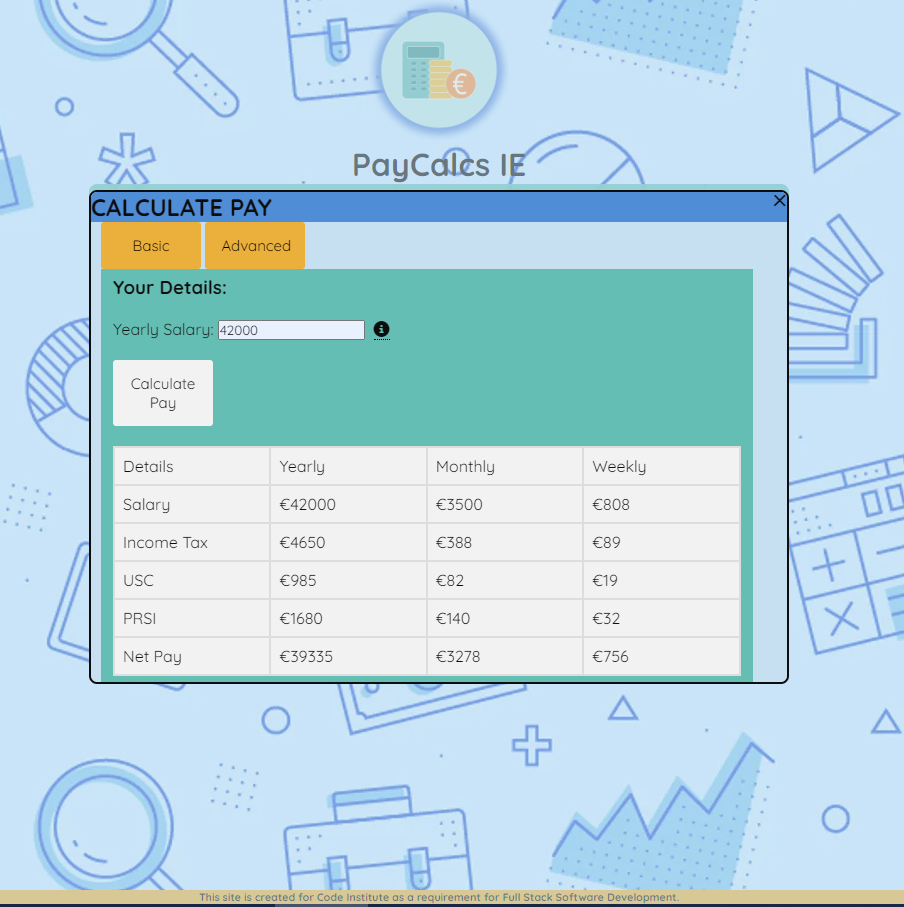 €
PayCalcs IE
CALCULATE PAY ×
Basic Advanced
Your Details:
Yearly Salary: 42000
Calculate
Pay
Details Yearly Monthly Weekly
Salary €42000 €3500 €808
Income Tax €4650 €388 €89
USC €985 €82 €19
PRSI €1680 €140 €32
Net Pay €39335 €3278 €756
This site is created for Code Institute as a requirement for Full Stack Software Development.